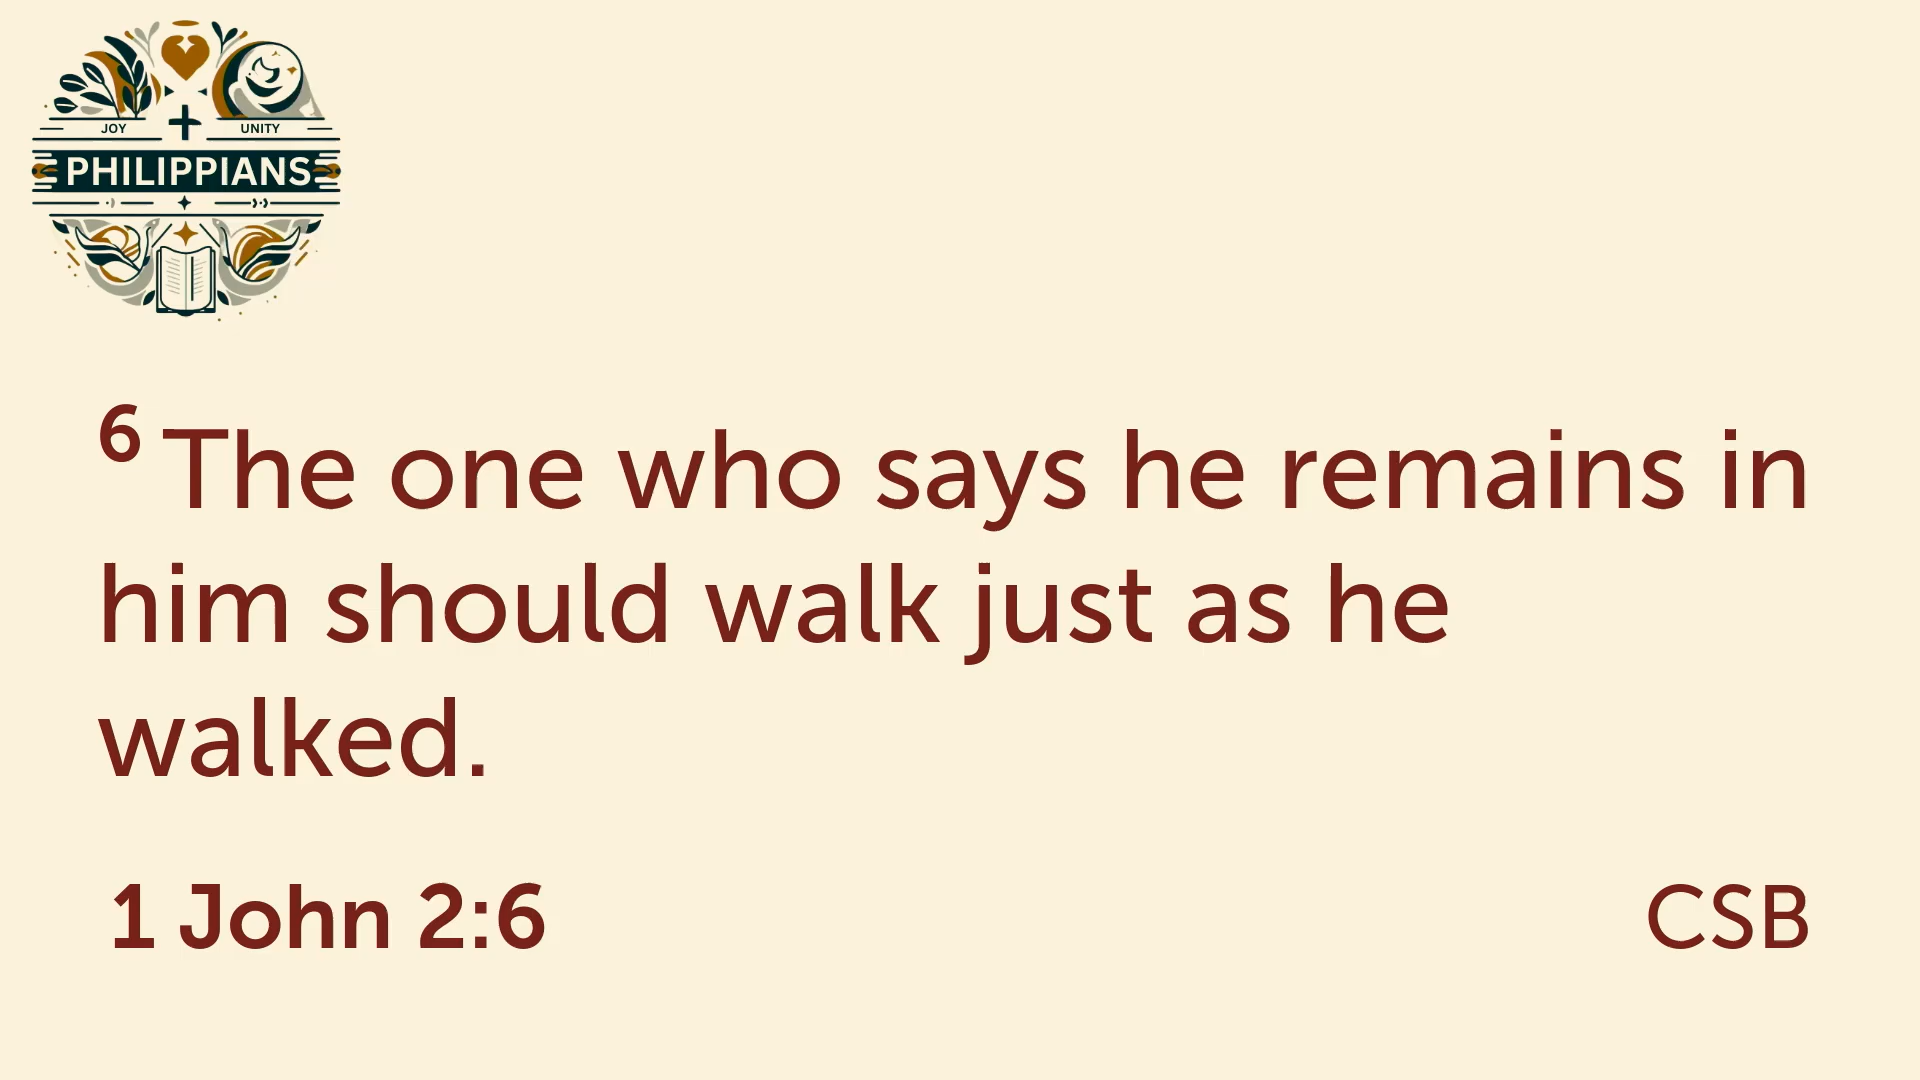 JOY UNITY
PHILIPPIANS
6 The one who says he remains in
him should walk just as he
walked.
1 John 2:6 CSB